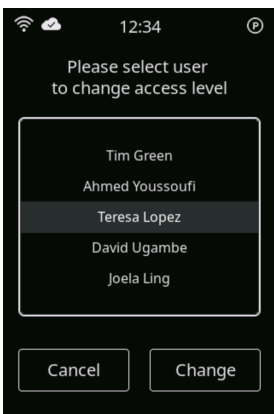 12:34
P
Please select user
to change access level
Tim Green
Ahmed Youssoufi
Teresa Lopez
David Ugambe
Joela Ling
Cancel
Change